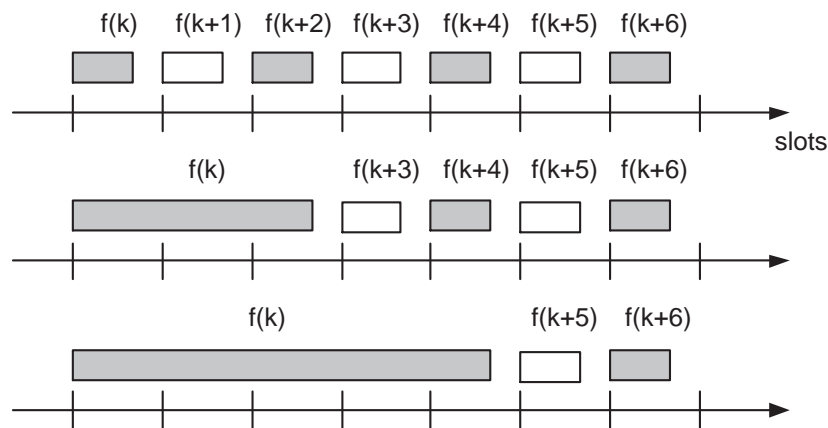 f(k) f(k+1) f(k+2) f(k+3) f(k+4) f(k+5) f(k+6)
slots
f(k) f(k+3) f(k+4) f(k+5) f(k+6)
f(k) f(k+5) f(k+6)